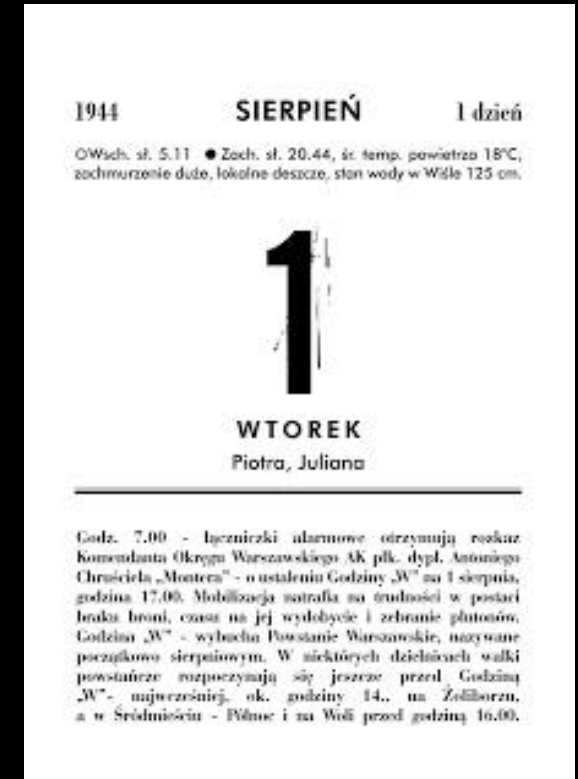 1944 SIERPIEŃ 1 dzień
Wsch. sł. 5.11 ● Zach. sł. 20.44, śr. temp. powietrza 18°C,
zachmurzenie duże, lokalne deszcze, stan wody w Wiśle 125 cm.
1
WTOREK
Piotra, Juliana
Godz. 7.00 - łączniczki alarmowe otrzymują rozkaz
Komendanta Okręgu Warszawskiego AK płk. dypl. Antoniego
Chruściela „Montera" - o ustaleniu Godziny „W" na 1 sierpnia,
godzina 17.00. Mobilizacja natrafia na trudności w postaci
braku broni, czasu na jej wydobycie i zebranie plutonów.
Godzina „W" - wybucha Powstanie Warszawskie, nazywane
początkowo sierpniowym. W niektórych dzielnicach walki
powstańcze rozpoczynają się jeszcze przed Godziną
„W"- najwcześniej, ok. godziny 14., na Żoliborzu,
a w Śródmieściu - Północ i na Woli przed godziną 16.00.